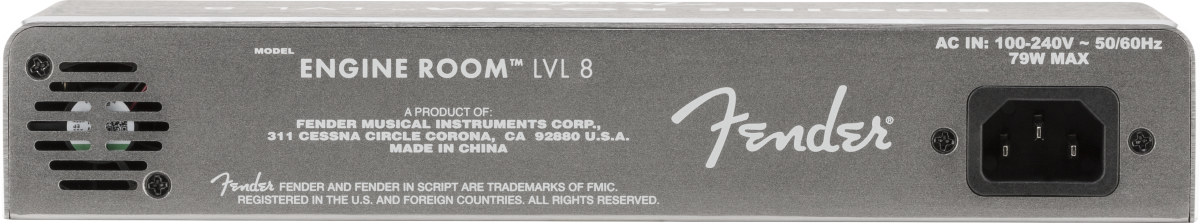 MODEL
ENGINE ROOM™ LVL 8
A PRODUCT OF:
FENDER MUSICAL INSTRUMENTS CORP.,
311 CESSNA CIRCLE CORONA, CA 92880 U.S.A.
MADE IN CHINA
Fender FENDER AND FENDER IN SCRIPT ARE TRADEMARKS OF FMIC.
REGISTERED IN THE U.S. AND FOREIGN COUNTRIES. ALL RIGHTS RESERVED.
Fender®
AC IN: 100-240V ~ 50/60Hz
79W MAX